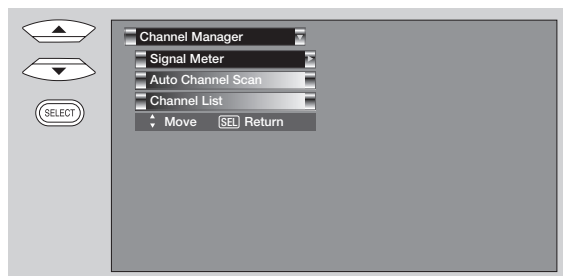 SELECT
Channel Manager
Signal Meter
Auto Channel Scan
Channel List
Move SEL Return